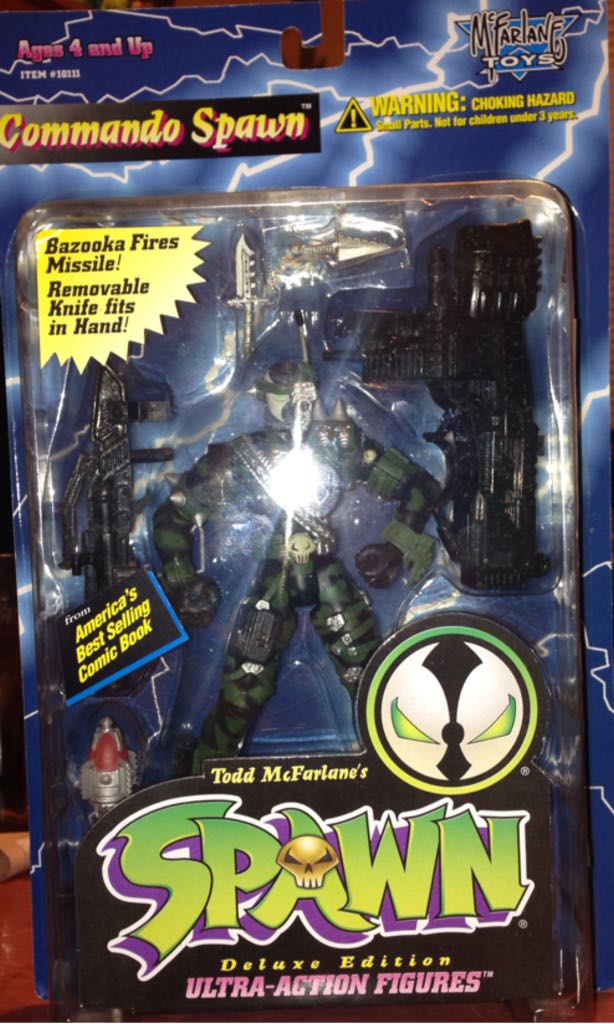 Ages 4 and Up
ITEM #10111
McFARLANE
TOYS
Commando Spawn™
WARNING: CHOKING HAZARD
Small Parts. Not for children under 3 years.
Bazooka Fires
Missile!
Removable
Knife fits
in Hand!
from
America's
Best Selling
Comic Book
Todd McFarlane's
SPAWN®
Deluxe Edition
ULTRA-ACTION FIGURES™